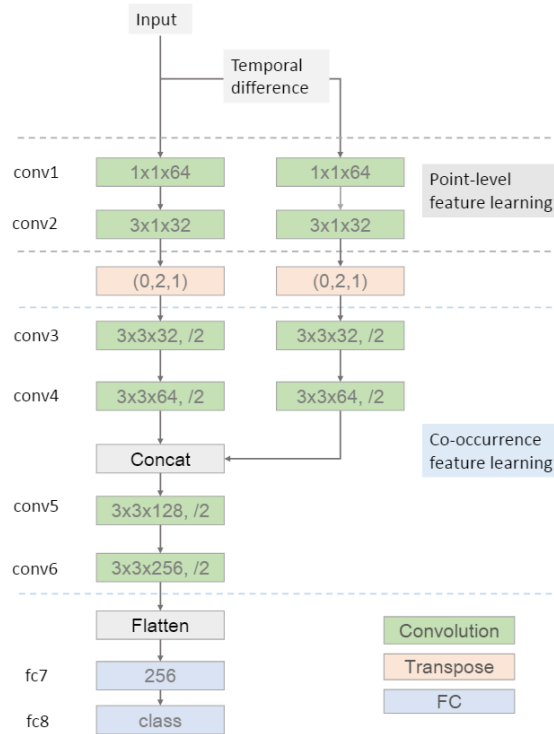 Input
Temporal
difference
conv1
1x1x64
1x1x64
Point-level
feature learning
conv2
3x1x32
3x1x32
(0,2,1)
(0,2,1)
conv3
3x3x32, /2
3x3x32, /2
conv4
3x3x64, /2
3x3x64, /2
Concat
Co-occurrence
feature learning
conv5
3x3x128, /2
conv6
3x3x256, /2
Flatten
Convolution
fc7
256
Transpose
FC
fc8
class